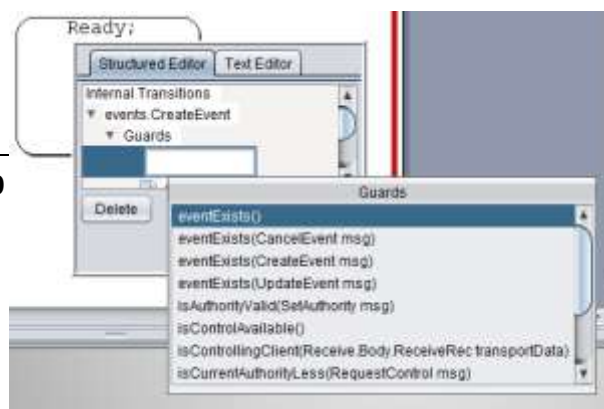 Ready;
Structured Editor Text Editor
Internal Transitions
events.CreateEvent
Guards
Delete
Guards
eventExists()
eventExists(CancelEvent msg)
eventExists(CreateEvent msg)
eventExists(UpdateEvent msg)
isAuthorityValid(SetAuthority msg)
isControlAvailable()
isControllingClient(Receive.Body.ReceiveRec transportData)
isCurrentAuthorityLess(RequestControl msg)